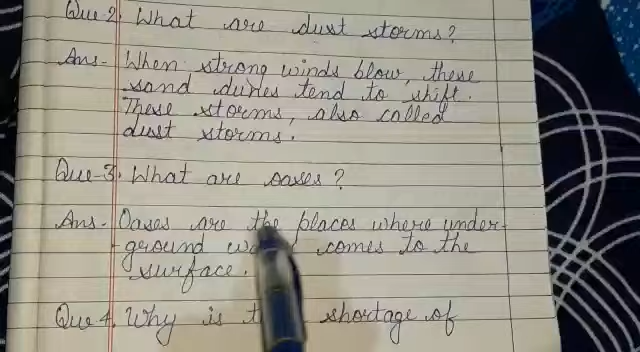 Que-2. What are dust storms?
Ans- When strong winds blow, these
sand dunes tend to shift.
These storms, also called
dust storms.
Que-3. What are oases?
Ans- Oases are the places where under-
-ground comes to the
surface.
Que 4. Why is shortage of